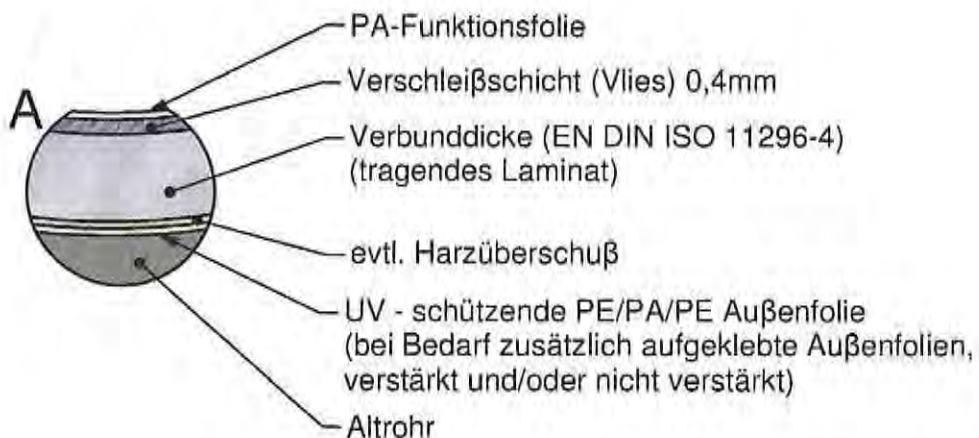 PA-Funktionsfolie
A
Verschleißschicht (Vlies) 0,4mm
Verbunddicke (EN DIN ISO 11296-4)
(tragendes Laminat)
evtl. Harzüberschuß
UV - schützende PE/PA/PE Außenfolie
(bei Bedarf zusätzlich aufgeklebte Außenfolien,
verstärkt und/oder nicht verstärkt)
Altrohr